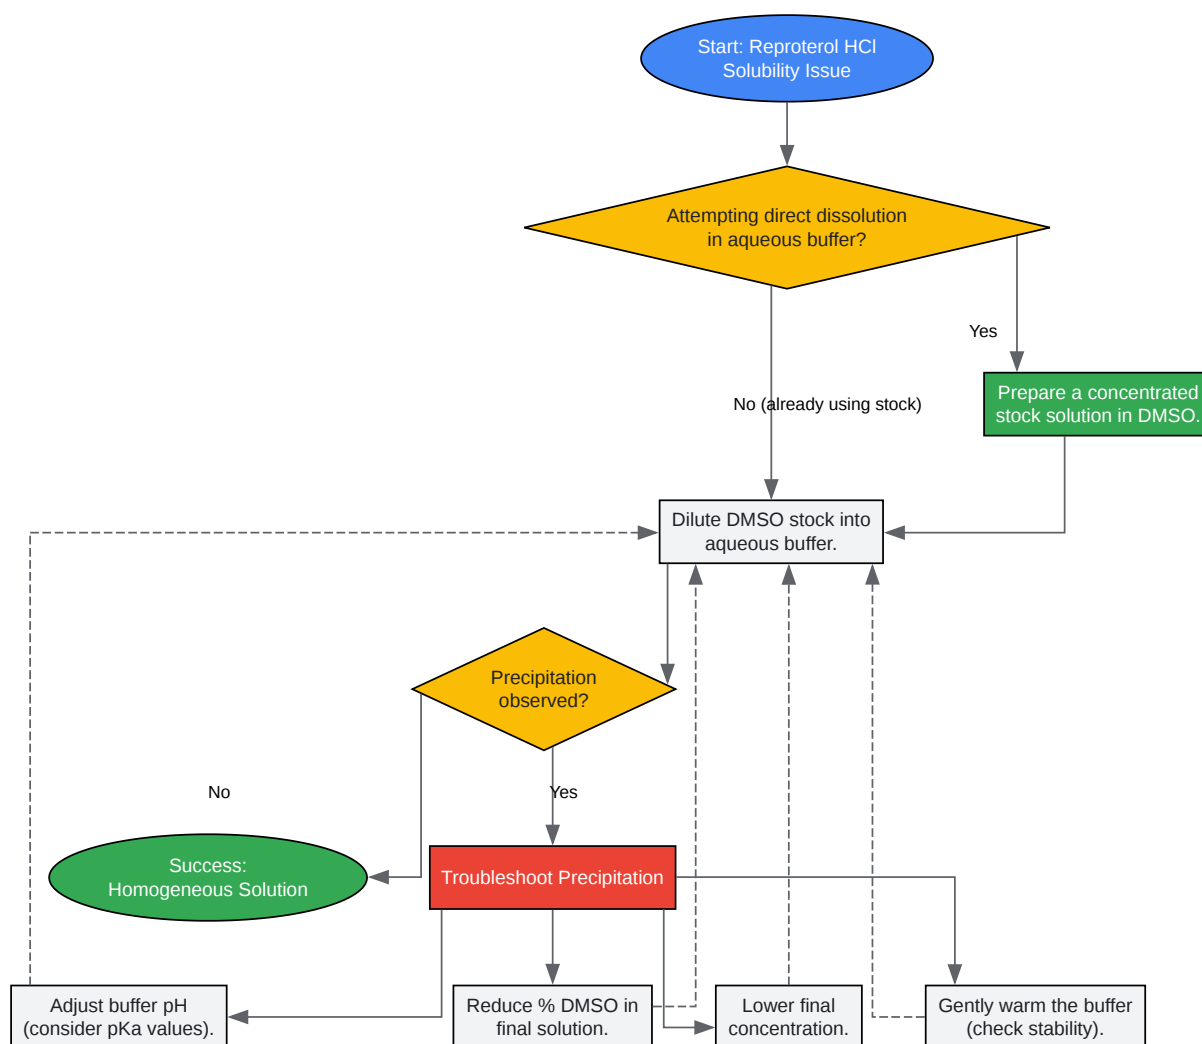 Start: Reproterol HCl
Solubility Issue
Attempting direct dissolution
in aqueous buffer?
Yes
Prepare a concentrated
stock solution in DMSO.
No (already using stock)
Dilute DMSO stock into
aqueous buffer.
Precipitation
observed?
No
Yes
Success:
Homogeneous Solution
Troubleshoot Precipitation
Adjust buffer pH
(consider pKa values).
Reduce % DMSO in
final solution.
Lower final
concentration.
Gently warm the buffer
(check stability).